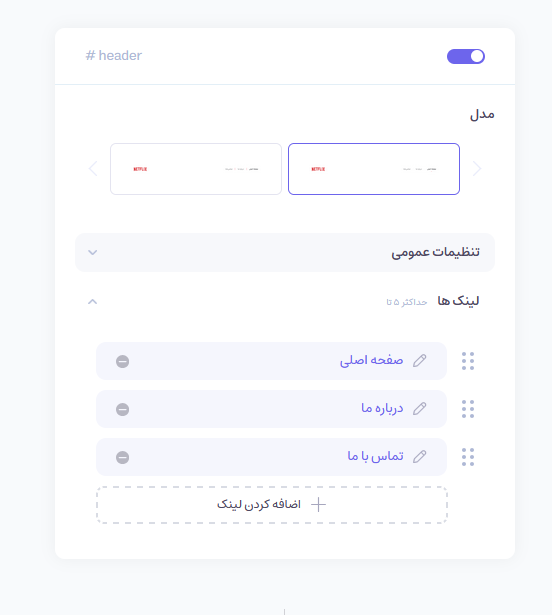 # header
مدل
NETFLIX
NETFLIX
تنظیمات عمومی
لینک ها حداکثر ۵ تا
صفحه اصلی
درباره ما
تماس با ما
اضافه کردن لینک